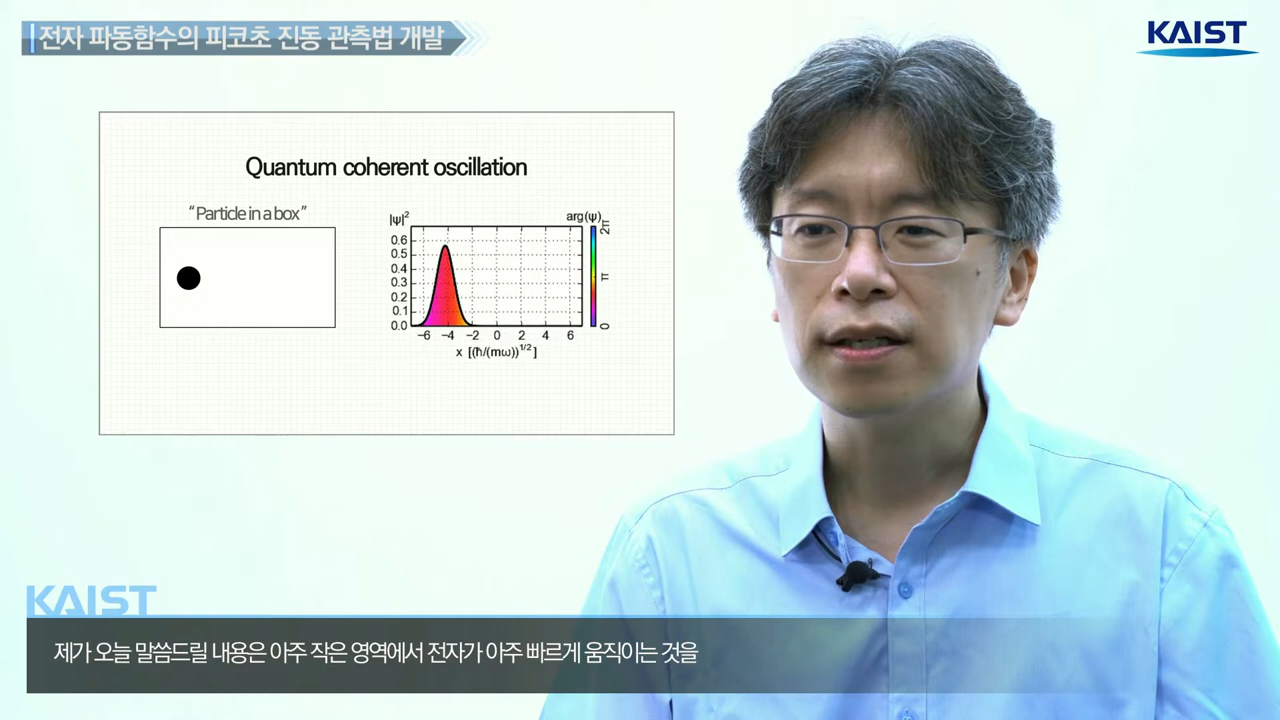 전자 파동함수의 피코초 진동 관측법 개발
KAIST
Quantum coherent oscillation
“Particle in a box”
|ψ|²
arg(ψ)
0.6
0.5
0.4
0.3
0.2
0.1
0.0
−6 −4 −2 0 2 4 6
x [(ħ/(mω))^1/2]
2π
π
0
KAIST
제가 오늘 말씀드릴 내용은 아주 작은 영역에서 전자가 아주 빠르게 움직이는 것을